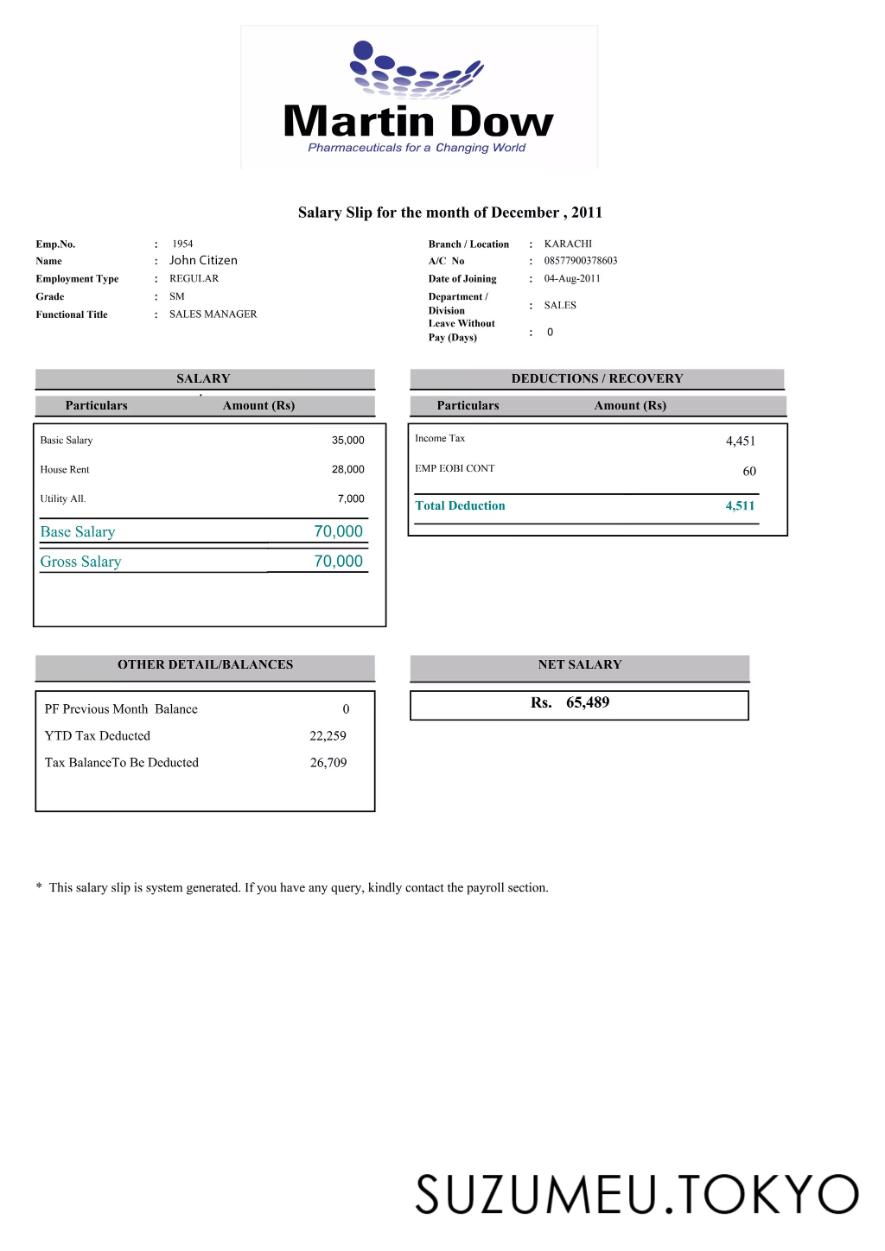 Martin Dow
Pharmaceuticals for a Changing World
Salary Slip for the month of December , 2011
Emp.No. : 1954
Name : John Citizen
Employment Type : REGULAR
Grade : SM
Functional Title : SALES MANAGER
Branch / Location : KARACHI
A/C No : 08577900378603
Date of Joining : 04-Aug-2011
Department /
Division : SALES
Leave Without
Pay (Days) : 0
SALARY
Particulars Amount (Rs)
Basic Salary 35,000
House Rent 28,000
Utility All. 7,000
Base Salary 70,000
Gross Salary 70,000
DEDUCTIONS / RECOVERY
Particulars Amount (Rs)
Income Tax 4,451
EMP EOBI CONT 60
Total Deduction 4,511
OTHER DETAIL/BALANCES
PF Previous Month Balance 0
YTD Tax Deducted 22,259
Tax BalanceTo Be Deducted 26,709
NET SALARY
Rs. 65,489
* This salary slip is system generated. If you have any query, kindly contact the payroll section.
SUZUMEU.TOKYO